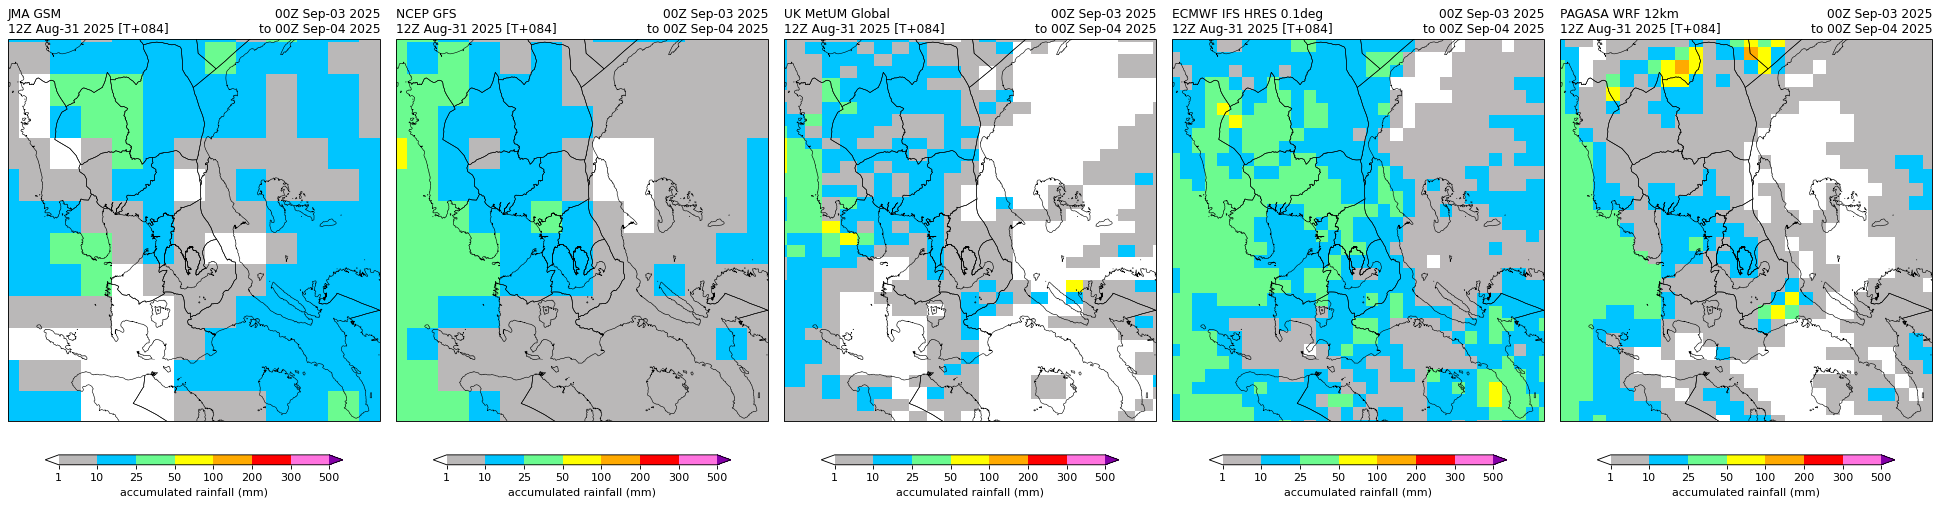 JMA GSM 00Z Sep-03 2025
12Z Aug-31 2025 [T+084] to 00Z Sep-04 2025
1 10 25 50 100 200 300 500
accumulated rainfall (mm)
NCEP GFS 00Z Sep-03 2025
12Z Aug-31 2025 [T+084] to 00Z Sep-04 2025
1 10 25 50 100 200 300 500
accumulated rainfall (mm)
UK MetUM Global 00Z Sep-03 2025
12Z Aug-31 2025 [T+084] to 00Z Sep-04 2025
1 10 25 50 100 200 300 500
accumulated rainfall (mm)
ECMWF IFS HRES 0.1deg 00Z Sep-03 2025
12Z Aug-31 2025 [T+084] to 00Z Sep-04 2025
1 10 25 50 100 200 300 500
accumulated rainfall (mm)
PAGASA WRF 12km 00Z Sep-03 2025
12Z Aug-31 2025 [T+084] to 00Z Sep-04 2025
1 10 25 50 100 200 300 500
accumulated rainfall (mm)